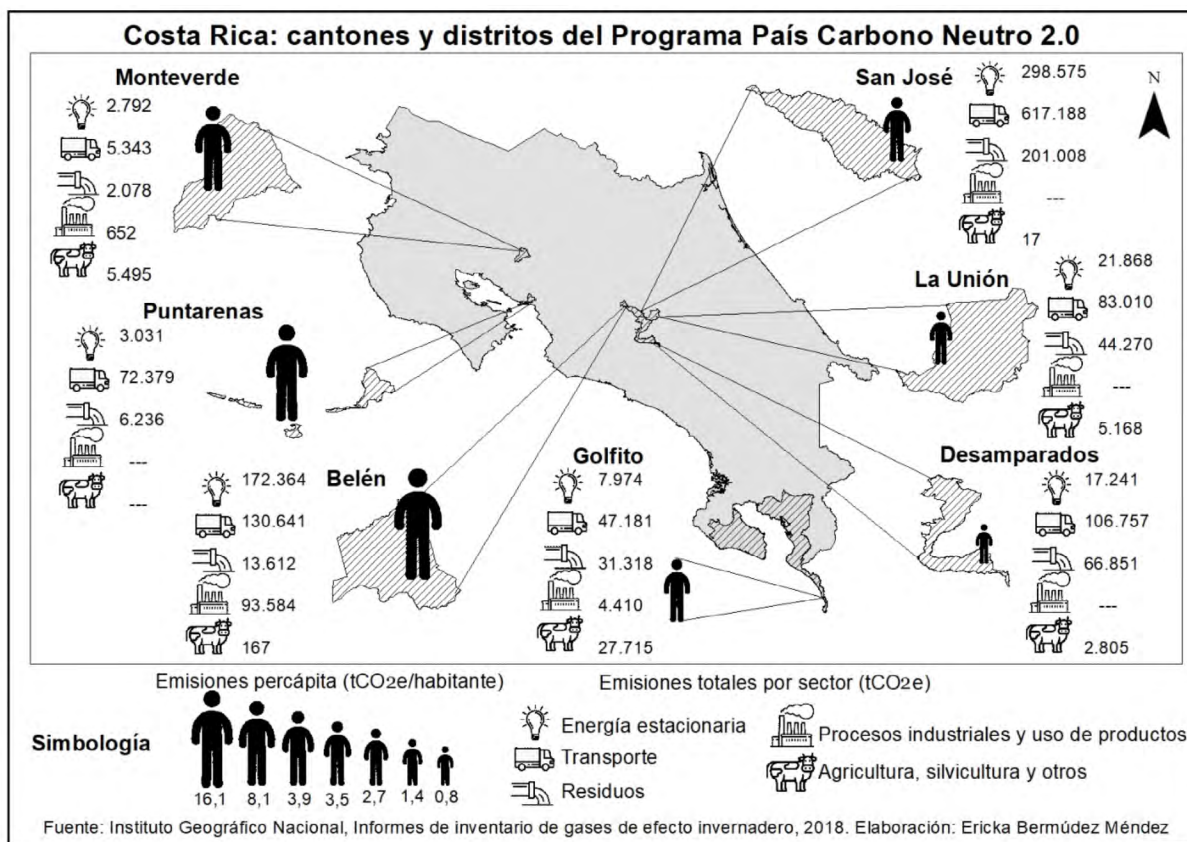 Costa Rica: cantones y distritos del Programa País Carbono Neutro 2.0
Monteverde
2.792
5.343
2.078
652
5.495
San José
298.575
617.188
201.008
---
17
N
Puntarenas
3.031
72.379
6.236
---
---
La Unión
21.868
83.010
44.270
---
5.168
Belén
172.364
130.641
13.612
93.584
167
Golfito
7.974
47.181
31.318
4.410
27.715
Desamparados
17.241
106.757
66.851
---
2.805
Simbología
Emisiones percápita (tCO2e/habitante)
16,1 8,1 3,9 3,5 2,7 1,4 0,8
Emisiones totales por sector (tCO2e)
Energía estacionaria
Transporte
Residuos
Procesos industriales y uso de productos
Agricultura, silvicultura y otros
Fuente: Instituto Geográfico Nacional, Informes de inventario de gases de efecto invernadero, 2018. Elaboración: Ericka Bermúdez Méndez